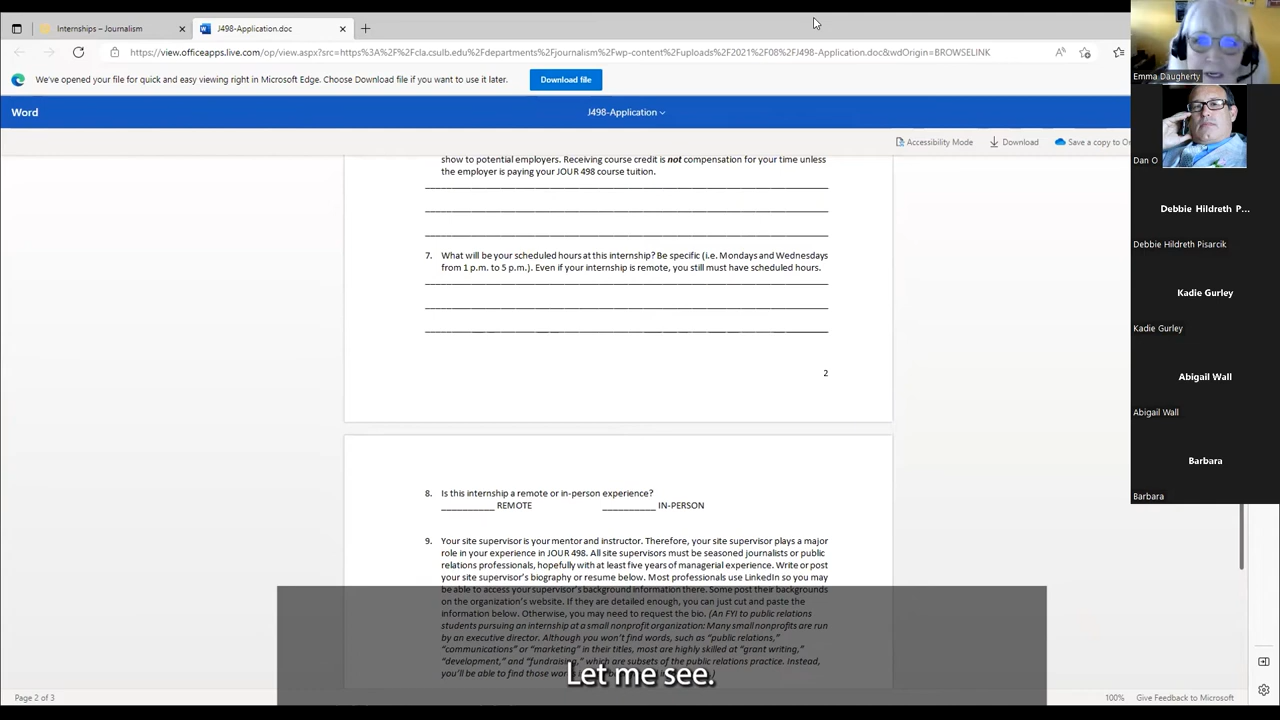 Internships – Journalism
J498-Application.doc
https://view.officeapps.live.com/op/view.aspx?src=https%3A%2F%2Fcla.csulb.edu%2Fdepartments%2Fjournalism%2Fwp-content%2Fuploads%2F2021%2F08%2FJ498-Application.doc&wdOrigin=BROWSELINK
We've opened your file for quick and easy viewing right in Microsoft Edge. Choose Download file if you want to use it later.
Download file
Word
J498-Application
Accessibility Mode
Download
Save a copy to On
show to potential employers. Receiving course credit is not compensation for your time unless
the employer is paying your JOUR 498 course tuition.
7. What will be your scheduled hours at this internship? Be specific (i.e. Mondays and Wednesdays
from 1 p.m. to 5 p.m.). Even if your internship is remote, you still must have scheduled hours.
2
8. Is this internship a remote or in-person experience?
__________ REMOTE __________ IN-PERSON
9. Your site supervisor is your mentor and instructor. Therefore, your site supervisor plays a major
role in your experience in JOUR 498. All site supervisors must be seasoned journalists or public
relations professionals, hopefully with at least five years of managerial experience. Write or post
your site supervisor's biography or resume below. Most professionals use LinkedIn so you may
be able to access your supervisor's background information there. Some post their backgrounds
on the organization's website. If they are detailed enough, you can just cut and paste the
information below. Otherwise, you may need to request the bio. (An FYI to public relations
students pursuing an internship at a small nonprofit organization: Many small nonprofits are run
by an executive director. Although you won't find words, such as "public relations,"
"communications" or "marketing" in their titles, most are highly skilled at "grant writing,"
"development," and "fundraising," which are subsets of the public relations practice. Instead,
you'll be able to find those
Let me see.
Page 2 of 3
100%
Give Feedback to Microsoft
Emma Daugherty
Dan O
Debbie Hildreth P...
Debbie Hildreth Pisarcik
Kadie Gurley
Kadie Gurley
Abigail Wall
Abigail Wall
Barbara
Barbara